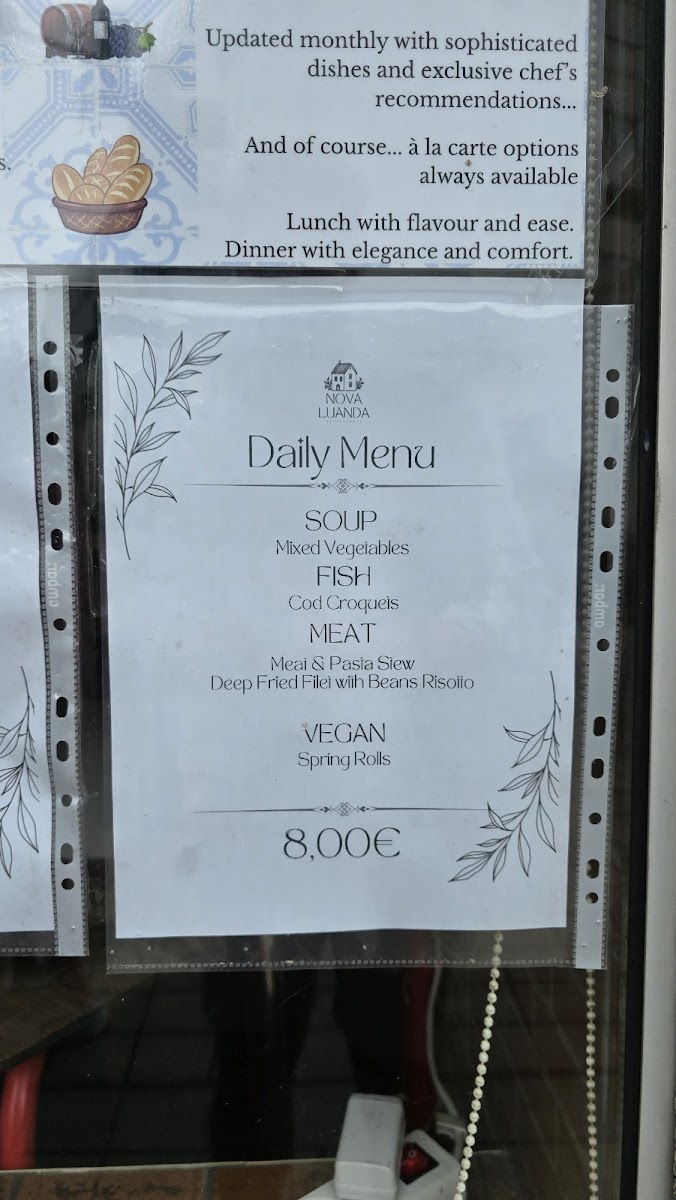 Updated monthly with sophisticated
dishes and exclusive chef's
recommendations...
And of course... à la carte options
always available
s.
Lunch with flavour and ease.
Dinner with elegance and comfort.
NOVA
LUANDA
Daily Menu
SOUP
Mixed Vegetables
FISH
Cod Croquets
MEAT
Meat & Pasta Stew
Deep Fried Filet with Beans Risotto
VEGAN
Spring Rolls
8,00€
ambar
ambar